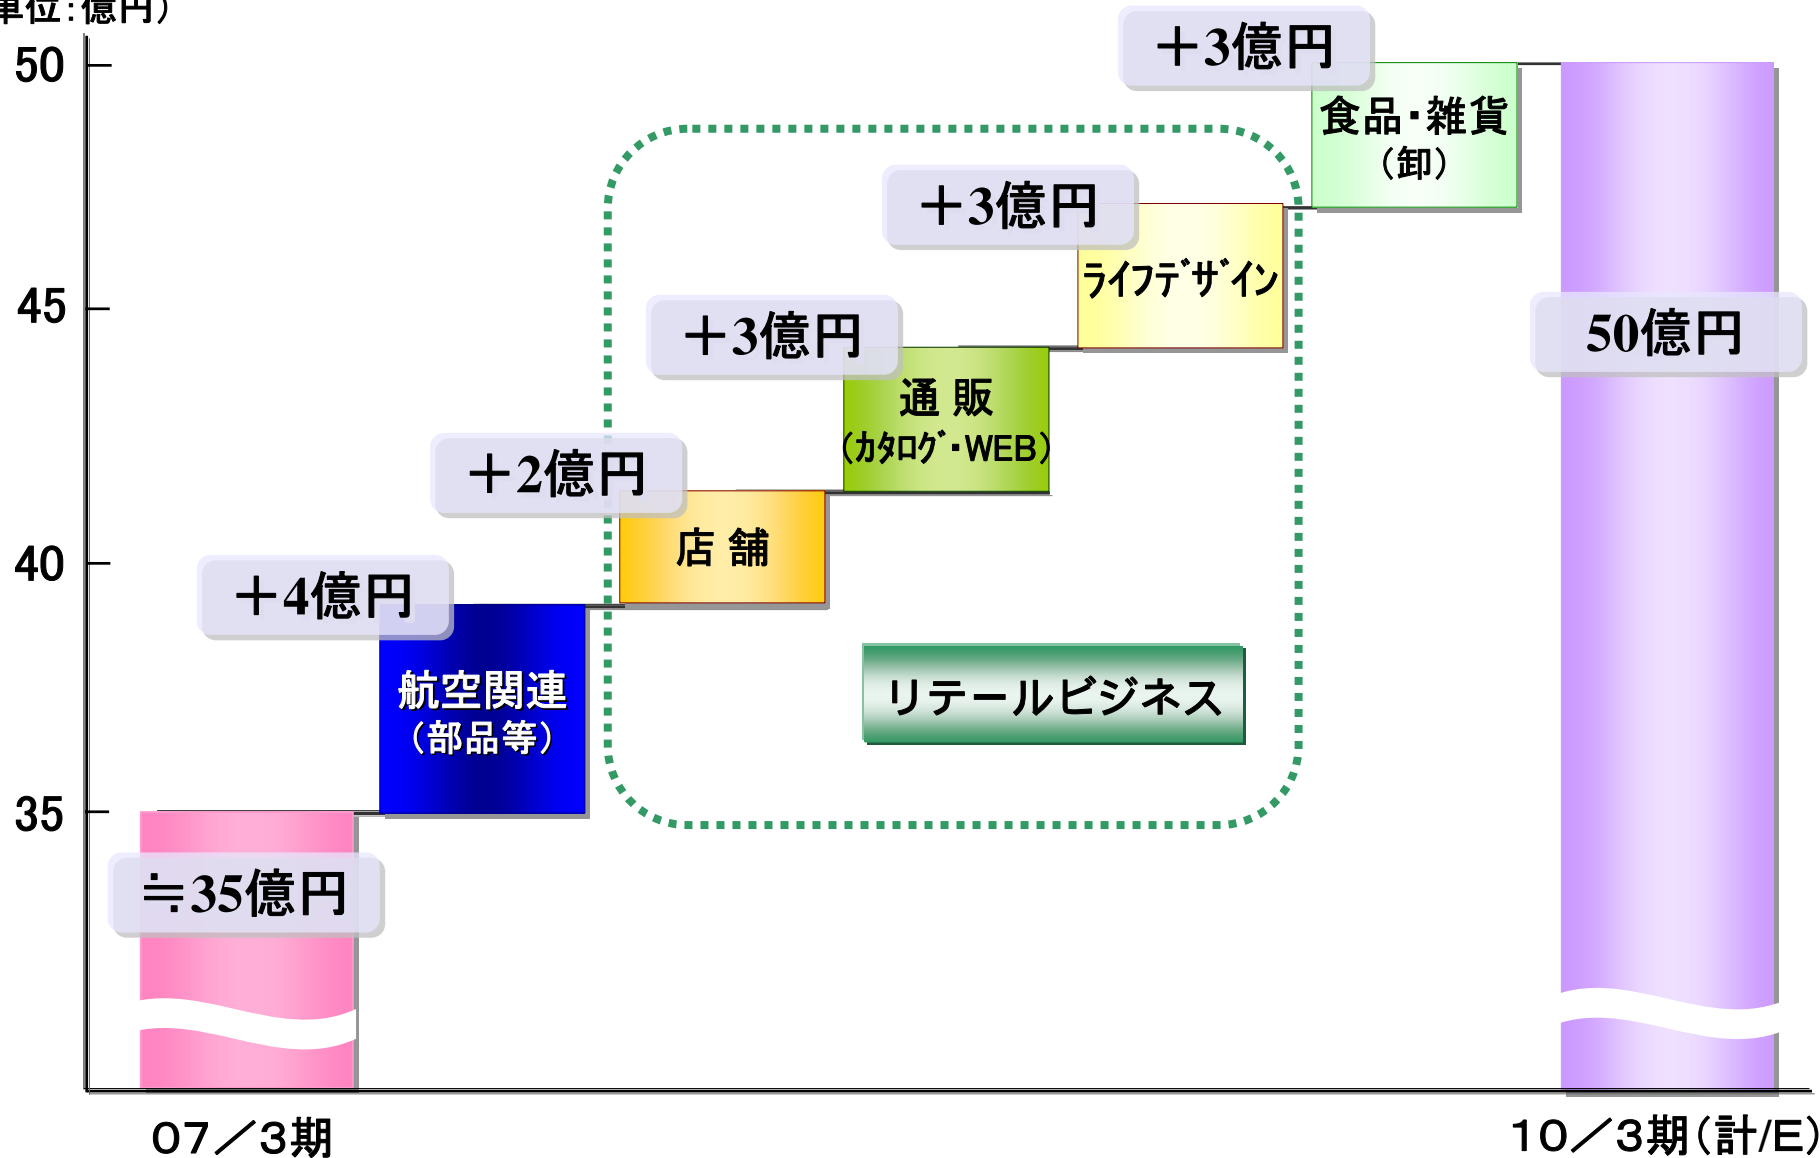 単位：億円）
50
45
40
35
＋3億円
食品・雑貨
（卸）
＋3億円
ﾗｲﾌﾃﾞｻﾞｲﾝ
＋3億円
通 販
（ｶﾀﾛｸﾞ・WEB）
＋2億円
店 舗
＋4億円
航空関連
（部品等）
リテールビジネス
≒35億円
50億円
０７／３期
１０／３期（計/E）